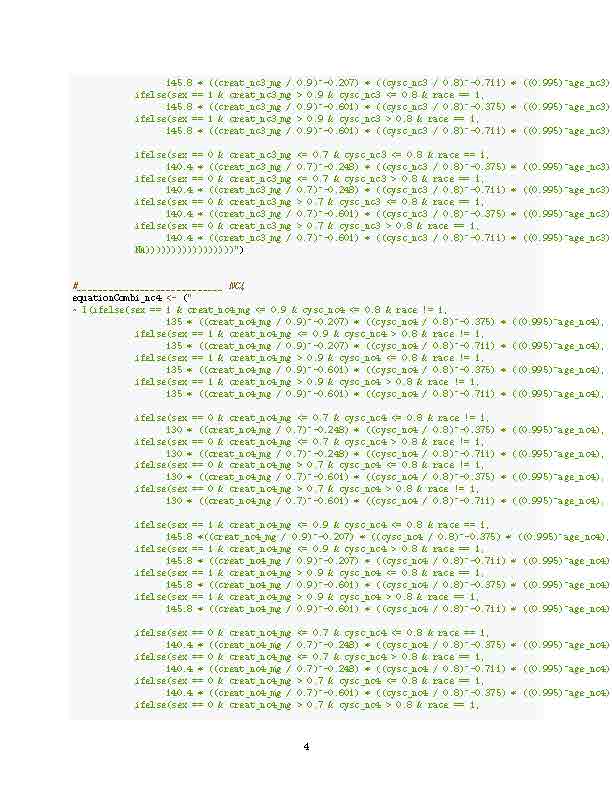 145.8 * ((creat_nc3_mg / 0.9)^-0.207) * ((cysc_nc3 / 0.8)^-0.711) * ((0.995)^age_nc3)
ifelse(sex == 1 & creat_nc3_mg > 0.9 & cysc_nc3 <= 0.8 & race == 1,
145.8 * ((creat_nc3_mg / 0.9)^-0.601) * ((cysc_nc3 / 0.8)^-0.375) * ((0.995)^age_nc3)
ifelse(sex == 1 & creat_nc3_mg > 0.9 & cysc_nc3 > 0.8 & race == 1,
145.8 * ((creat_nc3_mg / 0.9)^-0.601) * ((cysc_nc3 / 0.8)^-0.711) * ((0.995)^age_nc3)
ifelse(sex == 0 & creat_nc3_mg <= 0.7 & cysc_nc3 <= 0.8 & race == 1,
140.4 * ((creat_nc3_mg / 0.7)^-0.248) * ((cysc_nc3 / 0.8)^-0.375) * ((0.995)^age_nc3)
ifelse(sex == 0 & creat_nc3_mg <= 0.7 & cysc_nc3 > 0.8 & race == 1,
140.4 * ((creat_nc3_mg / 0.7)^-0.248) * ((cysc_nc3 / 0.8)^-0.711) * ((0.995)^age_nc3)
ifelse(sex == 0 & creat_nc3_mg > 0.7 & cysc_nc3 <= 0.8 & race == 1,
140.4 * ((creat_nc3_mg / 0.7)^-0.601) * ((cysc_nc3 / 0.8)^-0.375) * ((0.995)^age_nc3)
ifelse(sex == 0 & creat_nc3_mg > 0.7 & cysc_nc3 > 0.8 & race == 1,
140.4 * ((creat_nc3_mg / 0.7)^-0.601) * ((cysc_nc3 / 0.8)^-0.711) * ((0.995)^age_nc3)
NA)))))))))))))))))")
#_________________________ NC4
equationCombi_nc4 <- ("
~ I(ifelse(sex == 1 & creat_nc4_mg <= 0.9 & cysc_nc4 <= 0.8 & race != 1,
135 * ((creat_nc4_mg / 0.9)^-0.207) * ((cysc_nc4 / 0.8)^-0.375) * ((0.995)^age_nc4),
ifelse(sex == 1 & creat_nc4_mg <= 0.9 & cysc_nc4 > 0.8 & race != 1,
135 * ((creat_nc4_mg / 0.9)^-0.207) * ((cysc_nc4 / 0.8)^-0.711) * ((0.995)^age_nc4),
ifelse(sex == 1 & creat_nc4_mg > 0.9 & cysc_nc4 <= 0.8 & race != 1,
135 * ((creat_nc4_mg / 0.9)^-0.601) * ((cysc_nc4 / 0.8)^-0.375) * ((0.995)^age_nc4),
ifelse(sex == 1 & creat_nc4_mg > 0.9 & cysc_nc4 > 0.8 & race != 1,
135 * ((creat_nc4_mg / 0.9)^-0.601) * ((cysc_nc4 / 0.8)^-0.711) * ((0.995)^age_nc4),
ifelse(sex == 0 & creat_nc4_mg <= 0.7 & cysc_nc4 <= 0.8 & race != 1,
130 * ((creat_nc4_mg / 0.7)^-0.248) * ((cysc_nc4 / 0.8)^-0.375) * ((0.995)^age_nc4),
ifelse(sex == 0 & creat_nc4_mg <= 0.7 & cysc_nc4 > 0.8 & race != 1,
130 * ((creat_nc4_mg / 0.7)^-0.248) * ((cysc_nc4 / 0.8)^-0.711) * ((0.995)^age_nc4),
ifelse(sex == 0 & creat_nc4_mg > 0.7 & cysc_nc4 <= 0.8 & race != 1,
130 * ((creat_nc4_mg / 0.7)^-0.601) * ((cysc_nc4 / 0.8)^-0.375) * ((0.995)^age_nc4),
ifelse(sex == 0 & creat_nc4_mg > 0.7 & cysc_nc4 > 0.8 & race != 1,
130 * ((creat_nc4_mg / 0.7)^-0.601) * ((cysc_nc4 / 0.8)^-0.711) * ((0.995)^age_nc4),
ifelse(sex == 1 & creat_nc4_mg <= 0.9 & cysc_nc4 <= 0.8 & race == 1,
145.8 *((creat_nc4_mg / 0.9)^-0.207) * ((cysc_nc4 / 0.8)^-0.375) * ((0.995)^age_nc4),
ifelse(sex == 1 & creat_nc4_mg <= 0.9 & cysc_nc4 > 0.8 & race == 1,
145.8 * ((creat_nc4_mg / 0.9)^-0.207) * ((cysc_nc4 / 0.8)^-0.711) * ((0.995)^age_nc4)
ifelse(sex == 1 & creat_nc4_mg > 0.9 & cysc_nc4 <= 0.8 & race == 1,
145.8 * ((creat_nc4_mg / 0.9)^-0.601) * ((cysc_nc4 / 0.8)^-0.375) * ((0.995)^age_nc4)
ifelse(sex == 1 & creat_nc4_mg > 0.9 & cysc_nc4 > 0.8 & race == 1,
145.8 * ((creat_nc4_mg / 0.9)^-0.601) * ((cysc_nc4 / 0.8)^-0.711) * ((0.995)^age_nc4)
ifelse(sex == 0 & creat_nc4_mg <= 0.7 & cysc_nc4 <= 0.8 & race == 1,
140.4 * ((creat_nc4_mg / 0.7)^-0.248) * ((cysc_nc4 / 0.8)^-0.375) * ((0.995)^age_nc4)
ifelse(sex == 0 & creat_nc4_mg <= 0.7 & cysc_nc4 > 0.8 & race == 1,
140.4 * ((creat_nc4_mg / 0.7)^-0.248) * ((cysc_nc4 / 0.8)^-0.711) * ((0.995)^age_nc4)
ifelse(sex == 0 & creat_nc4_mg > 0.7 & cysc_nc4 <= 0.8 & race == 1,
140.4 * ((creat_nc4_mg / 0.7)^-0.601) * ((cysc_nc4 / 0.8)^-0.375) * ((0.995)^age_nc4)
ifelse(sex == 0 & creat_nc4_mg > 0.7 & cysc_nc4 > 0.8 & race == 1,
4